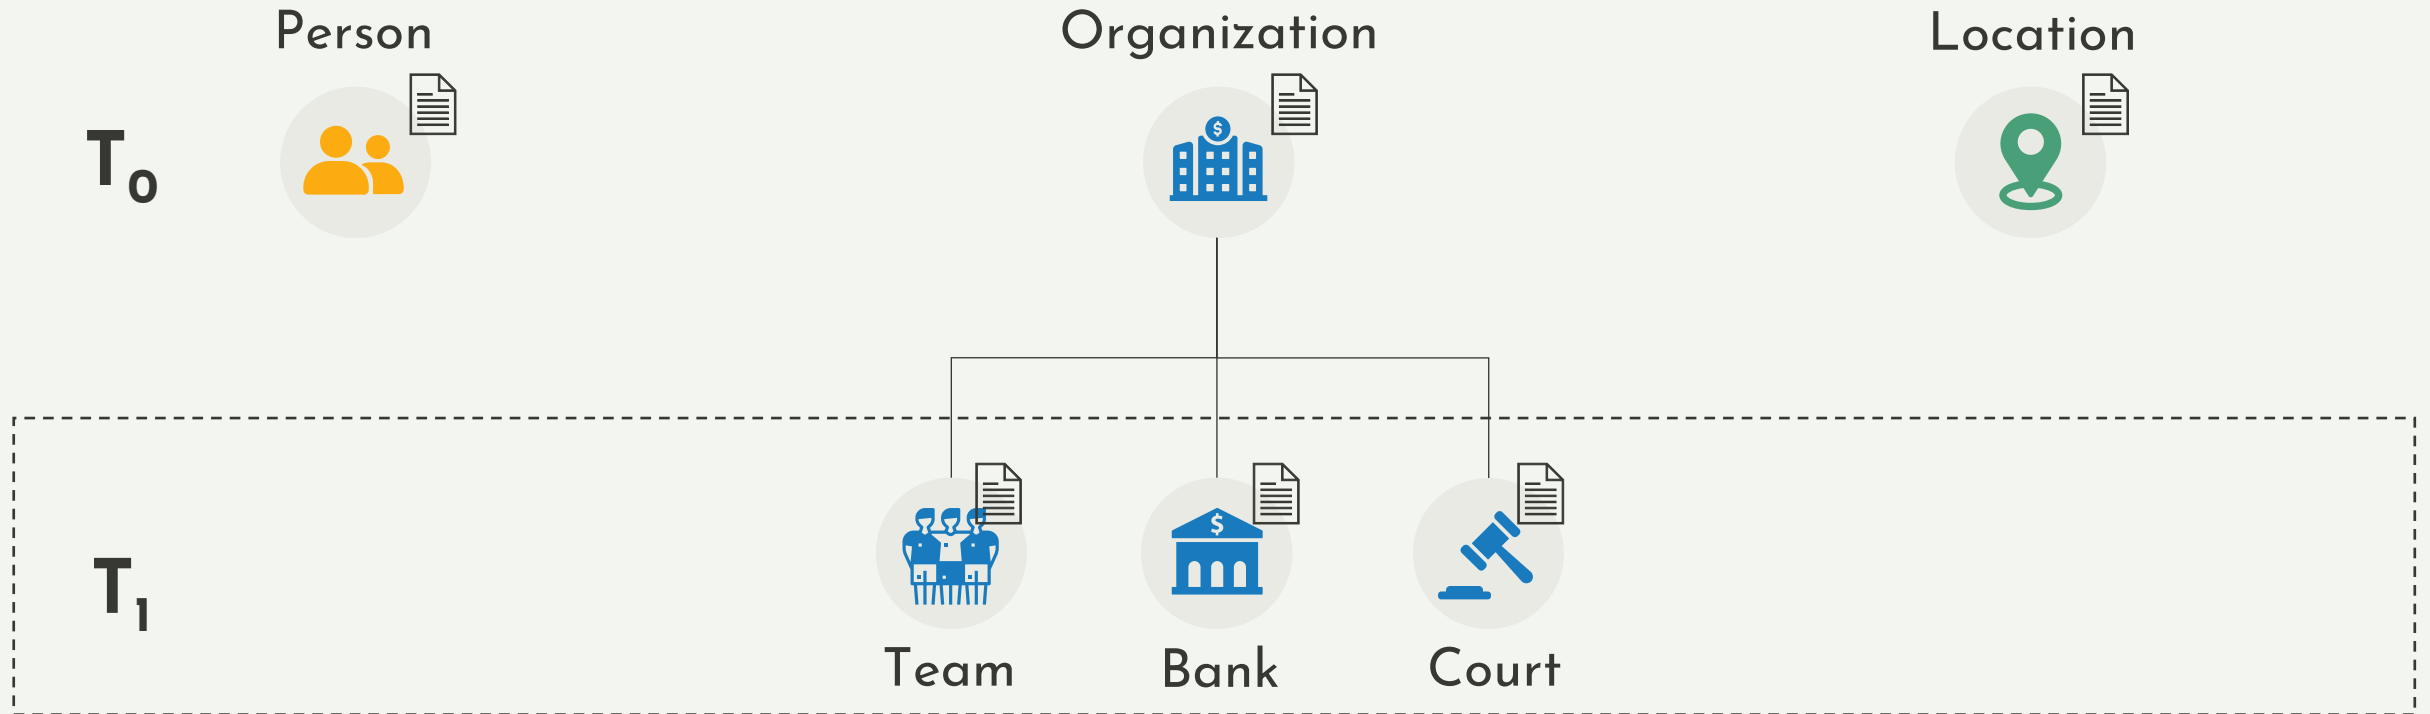 Person
Organization
Location
T0
$
T1
$
Team
Bank
Court